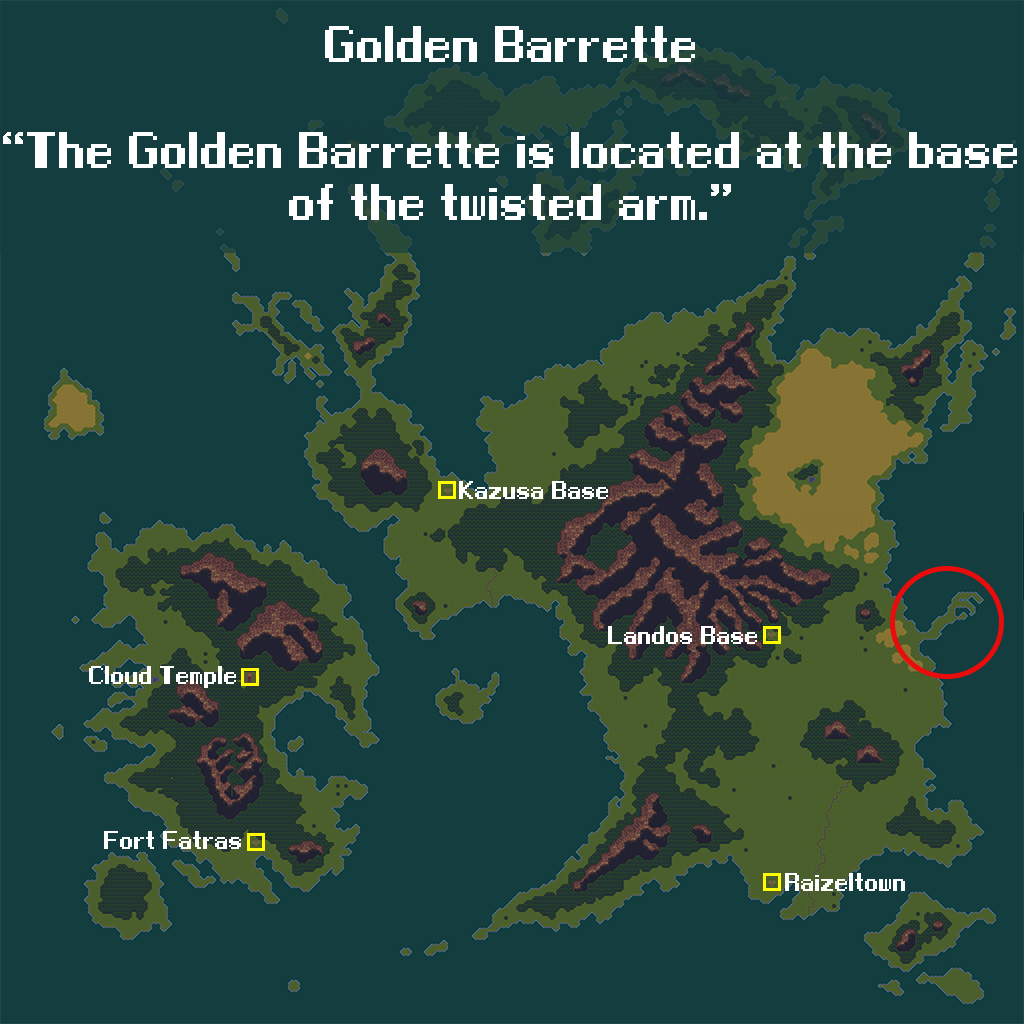 Golden Barrette
“The Golden Barrette is located at the base
of the twisted arm.”
Kazusa Base
Landos Base
Cloud Temple
Fort Fatras
Raizeltown